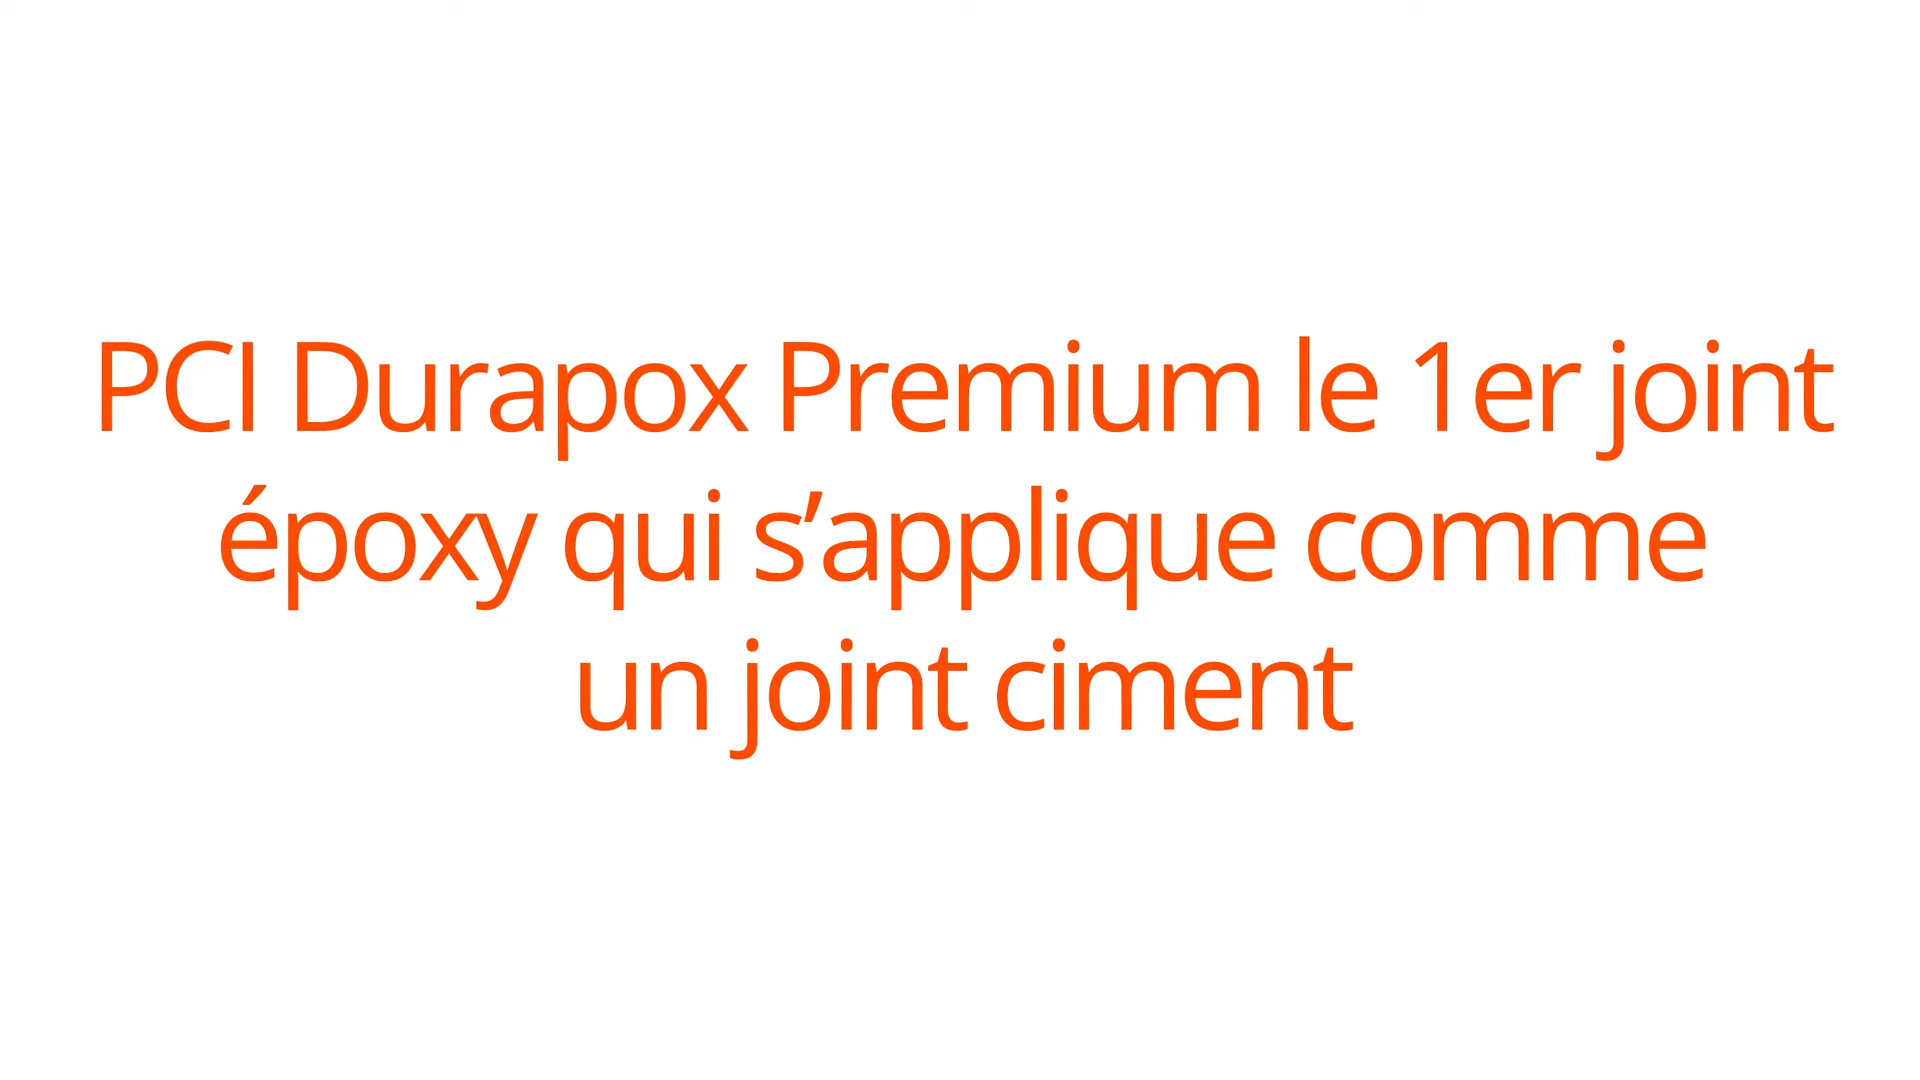 PCI Durapox Premium le 1er joint
époxy qui s’applique comme
un joint ciment